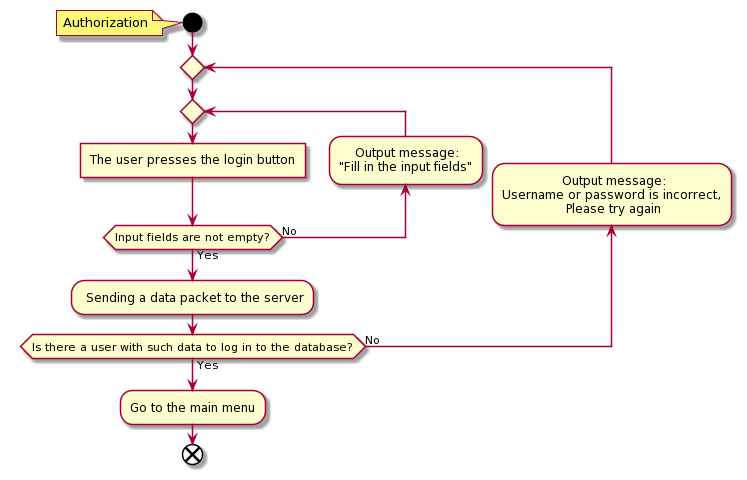 Authorization
The user presses the login button
Output message:
"Fill in the input fields"
Output message:
Username or password is incorrect,
Please try again
Input fields are not empty?
No
Yes
Sending a data packet to the server
Is there a user with such data to log in to the database?
No
Yes
Go to the main menu